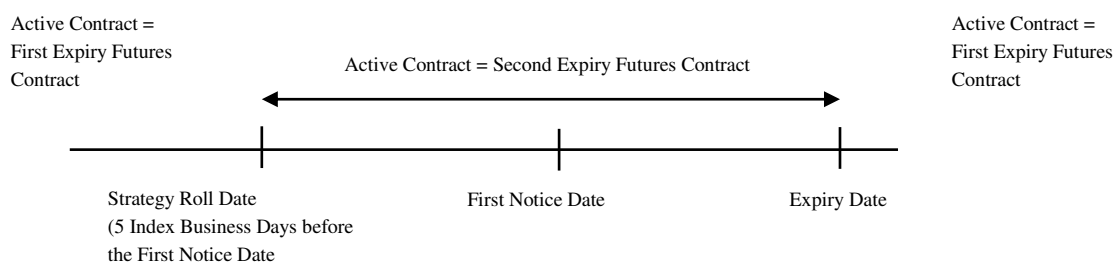 Active Contract =
First Expiry Futures
Contract
Active Contract = Second Expiry Futures Contract
Active Contract =
First Expiry Futures
Contract
Strategy Roll Date
(5 Index Business Days before
the First Notice Date
First Notice Date
Expiry Date